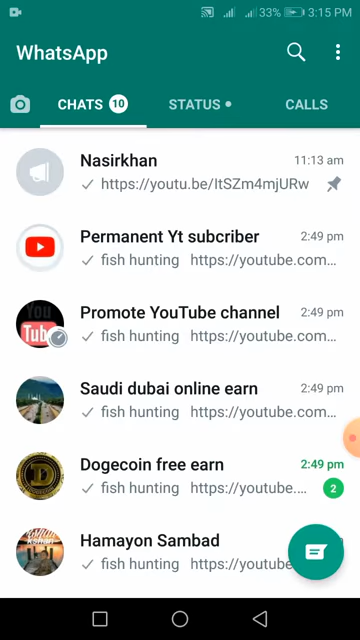 33% 3:15 PM
WhatsApp
CHATS 10 STATUS CALLS
Nasirkhan 11:13 am
https://youtu.be/ItSZm4mjURw
Permanent Yt subcriber 2:49 pm
fish hunting https://youtube.com...
You
Tub
Promote YouTube channel 2:49 pm
fish hunting https://youtube.com...
Saudi dubai online earn 2:49 pm
fish hunting https://youtube.com...
Dogecoin free earn 2:49 pm
fish hunting https://youtube.... 2
Hamayon Sambad
fish hunting https://youtube